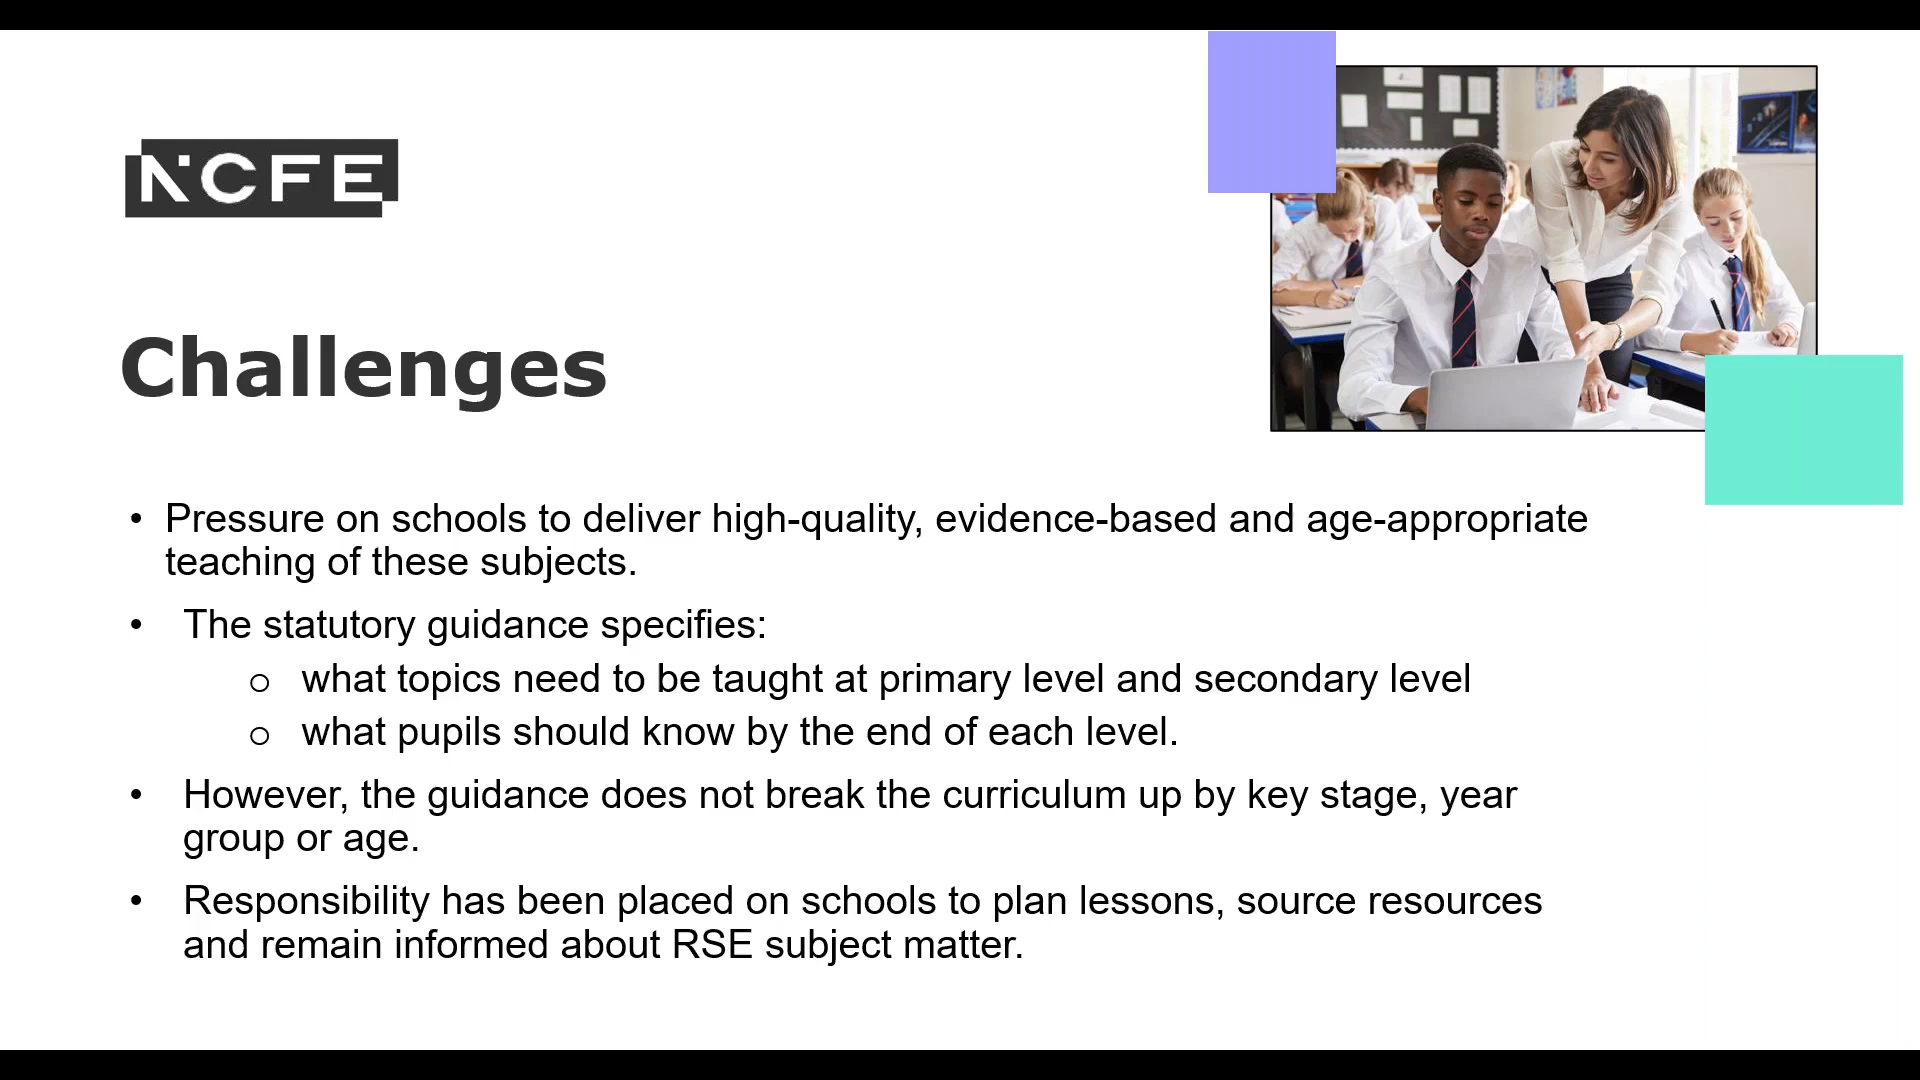 NCFE
Challenges
• Pressure on schools to deliver high-quality, evidence-based and age-appropriate
teaching of these subjects.
• The statutory guidance specifies:
o what topics need to be taught at primary level and secondary level
o what pupils should know by the end of each level.
• However, the guidance does not break the curriculum up by key stage, year
group or age.
• Responsibility has been placed on schools to plan lessons, source resources
and remain informed about RSE subject matter.